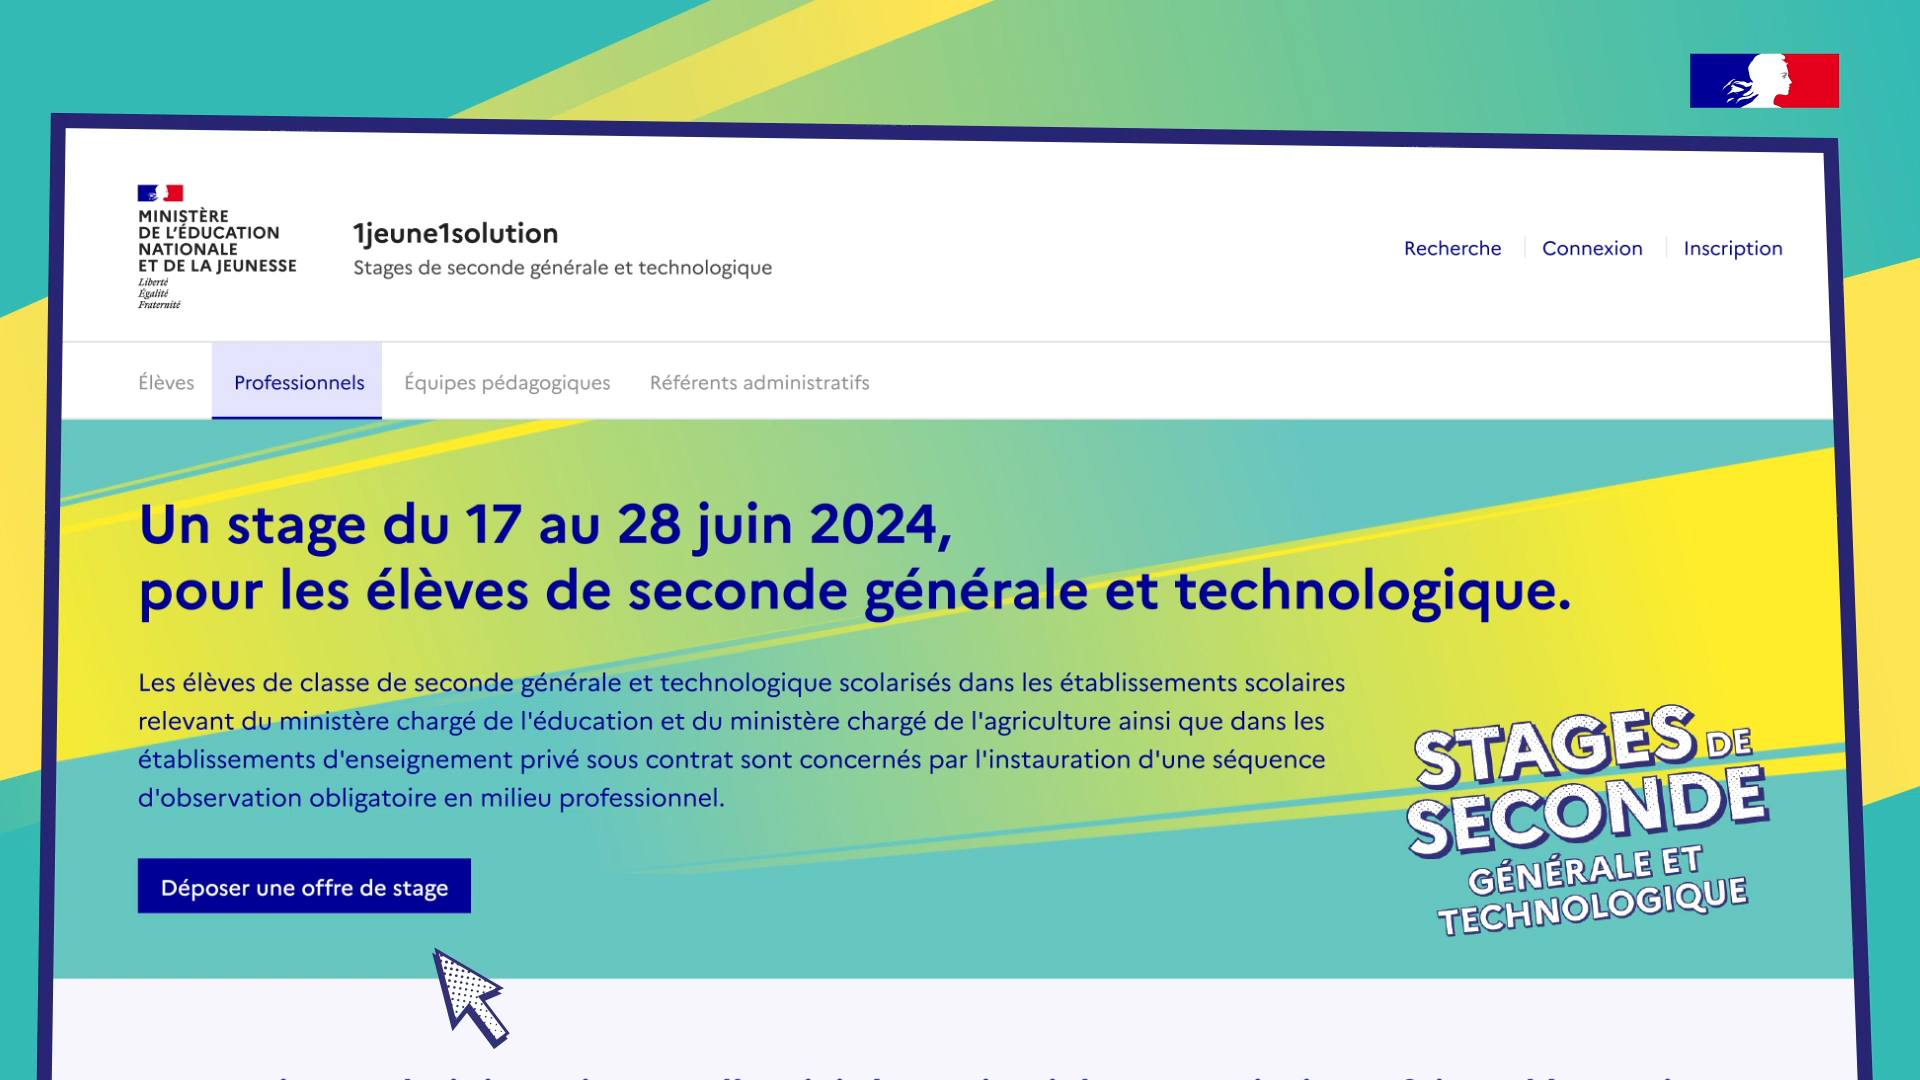 MINISTÈRE
DE L'ÉDUCATION
NATIONALE
ET DE LA JEUNESSE
Liberté
Égalité
Fraternité
1jeune1solution
Stages de seconde générale et technologique
Recherche
Connexion
Inscription
Élèves
Professionnels
Équipes pédagogiques
Référents administratifs
Un stage du 17 au 28 juin 2024,
pour les élèves de seconde générale et technologique.
Les élèves de classe de seconde générale et technologique scolarisés dans les établissements scolaires
relevant du ministère chargé de l'éducation et du ministère chargé de l'agriculture ainsi que dans les
établissements d'enseignement privé sous contrat sont concernés par l'instauration d'une séquence
d'observation obligatoire en milieu professionnel.
Déposer une offre de stage
STAGES DE
SECONDE
GÉNÉRALE ET
TECHNOLOGIQUE